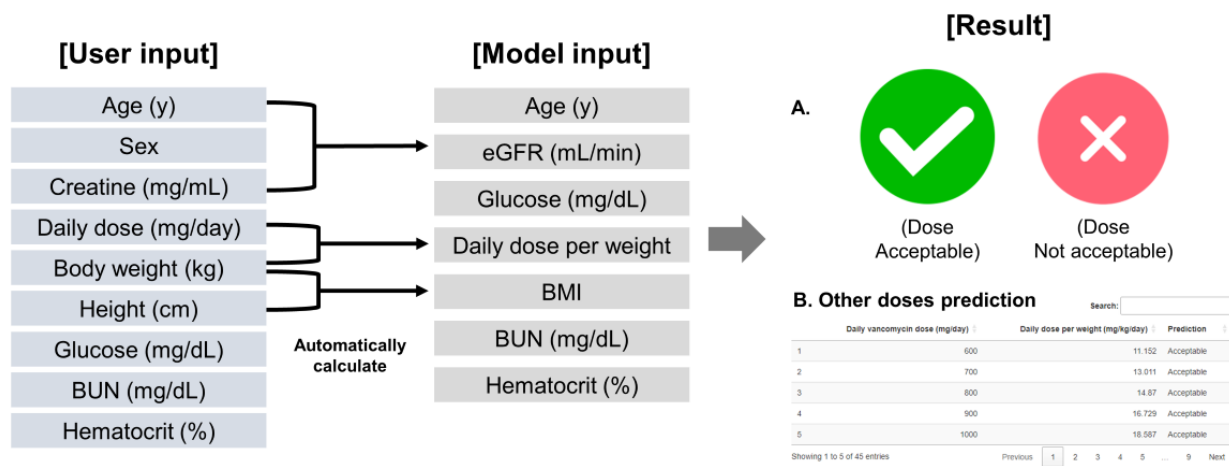 [User input]
Age (y)
Sex
Creatine (mg/mL)
Daily dose (mg/day)
Body weight (kg)
Height (cm)
Glucose (mg/dL)
BUN (mg/dL)
Hematocrit (%)
Automatically
calculate
[Model input]
Age (y)
eGFR (mL/min)
Glucose (mg/dL)
Daily dose per weight
BMI
BUN (mg/dL)
Hematocrit (%)
[Result]
A.
(Dose
Acceptable)
(Dose
Not acceptable)
B. Other doses prediction
Search:
Daily vancomycin dose (mg/day) Daily dose per weight (mg/kg/day) Prediction
1 600 11.152 Acceptable
2 700 13.011 Acceptable
3 800 14.87 Acceptable
4 900 16.729 Acceptable
5 1000 18.587 Acceptable
Showing 1 to 5 of 45 entries Previous 1 2 3 4 5 ... 9 Next